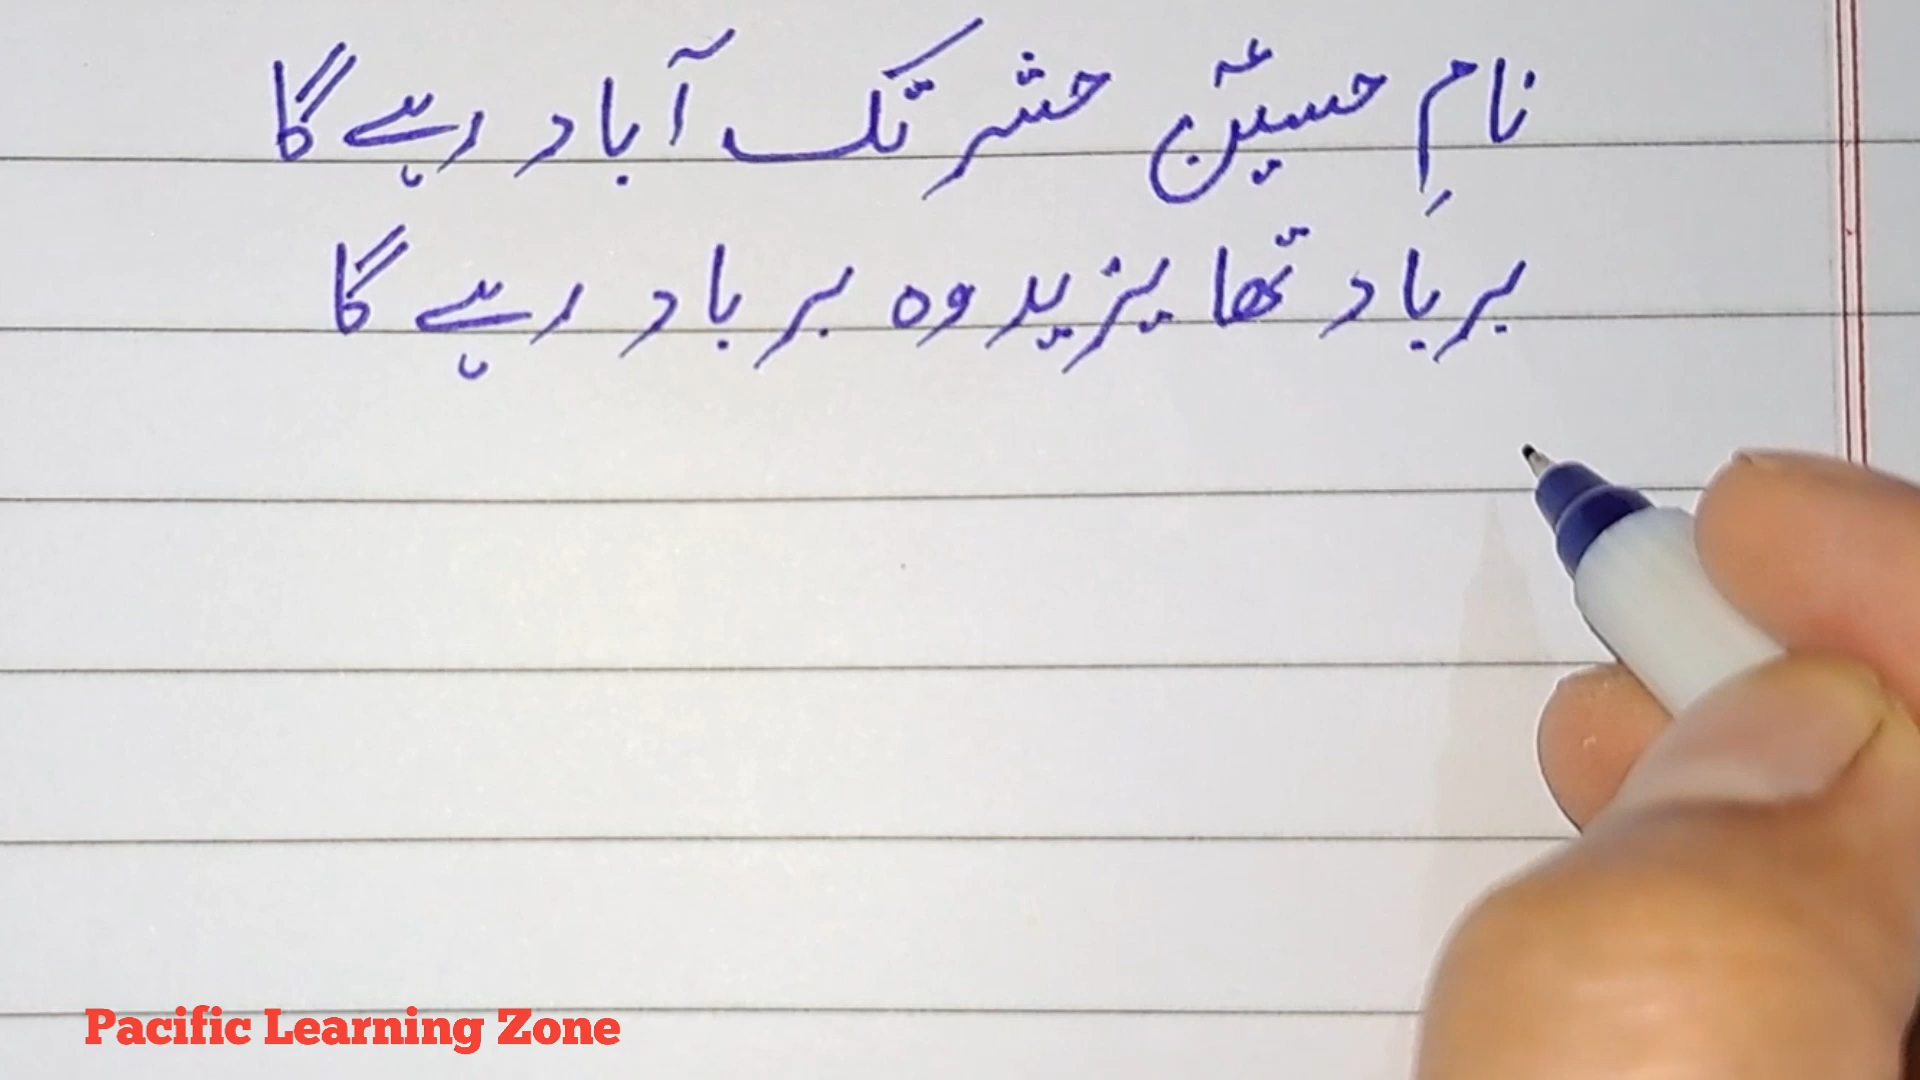 نامِ حسینؑ حشر تک آباد رہے گا
برباد تھا یزید وہ برباد رہے گا
Pacific Learning Zone